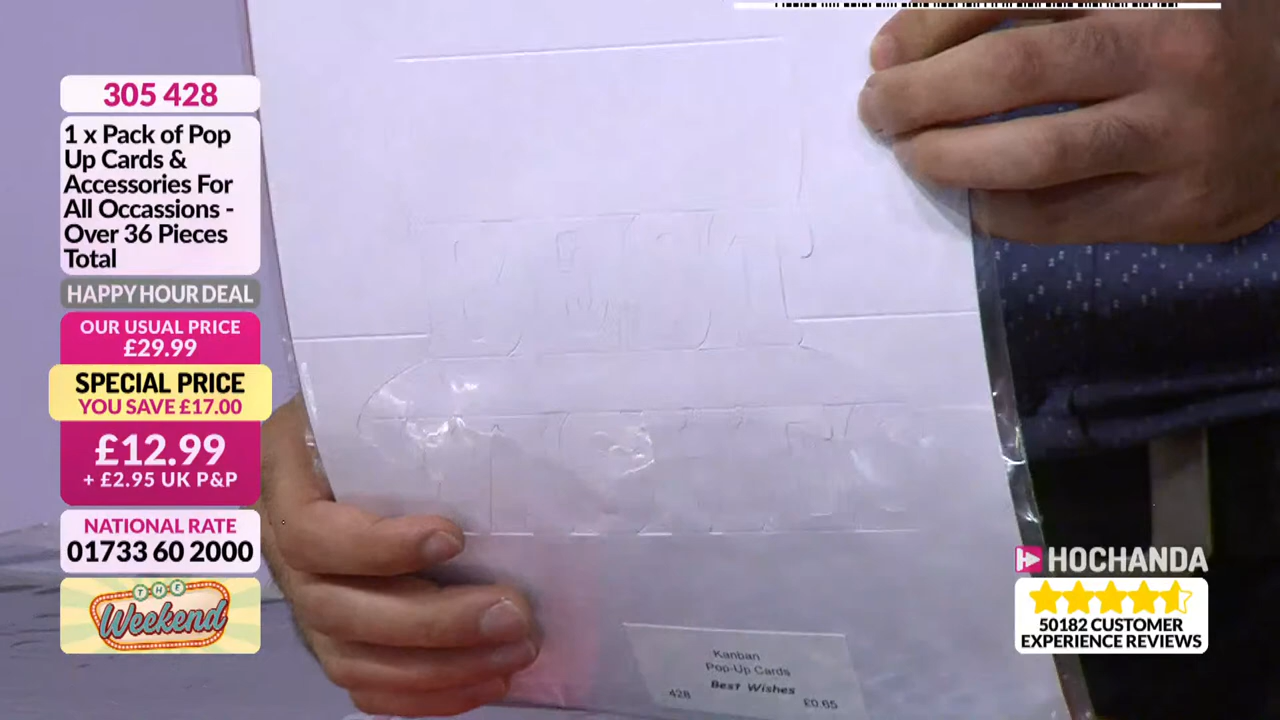 305 428
1 x Pack of Pop
Up Cards &
Accessories For
All Occassions -
Over 36 Pieces
Total
HAPPY HOUR DEAL
OUR USUAL PRICE
£29.99
SPECIAL PRICE
YOU SAVE £17.00
£12.99
+ £2.95 UK P&P
NATIONAL RATE
01733 60 2000
THE
Weekend
Kanban
Pop-Up Cards
Best Wishes
428 £0.65
HOCHANDA
50182 CUSTOMER
EXPERIENCE REVIEWS